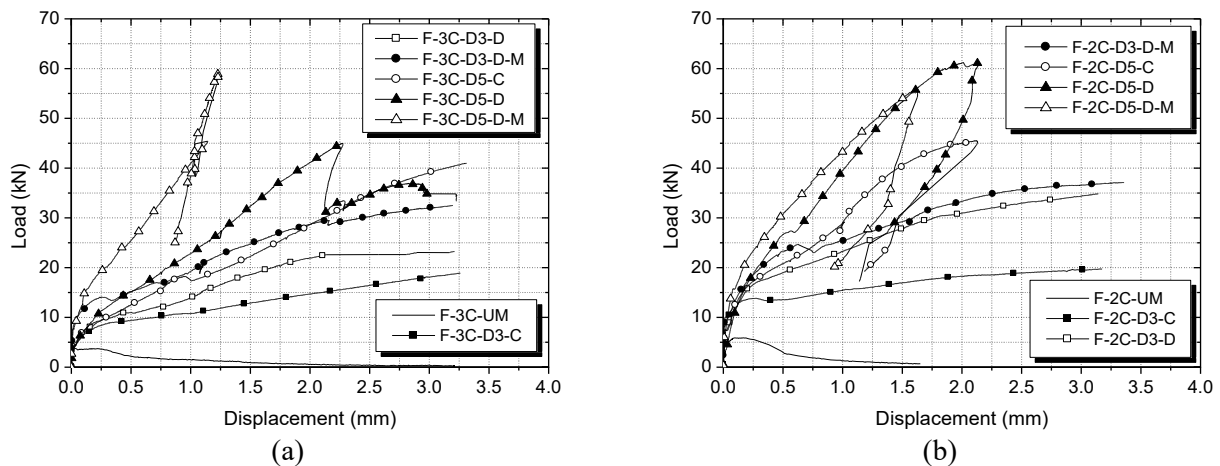 70
60
50
40
30
20
10
0
Load (kN)
F-3C-D3-D
F-3C-D3-D-M
F-3C-D5-C
F-3C-D5-D
F-3C-D5-D-M
F-3C-UM
F-3C-D3-C
0.0 0.5 1.0 1.5 2.0 2.5 3.0 3.5 4.0
Displacement (mm)
(a)
70
60
50
40
30
20
10
0
Load (kN)
F-2C-D3-D-M
F-2C-D5-C
F-2C-D5-D
F-2C-D5-D-M
F-2C-UM
F-2C-D3-C
F-2C-D3-D
0.0 0.5 1.0 1.5 2.0 2.5 3.0 3.5 4.0
Displacement (mm)
(b)